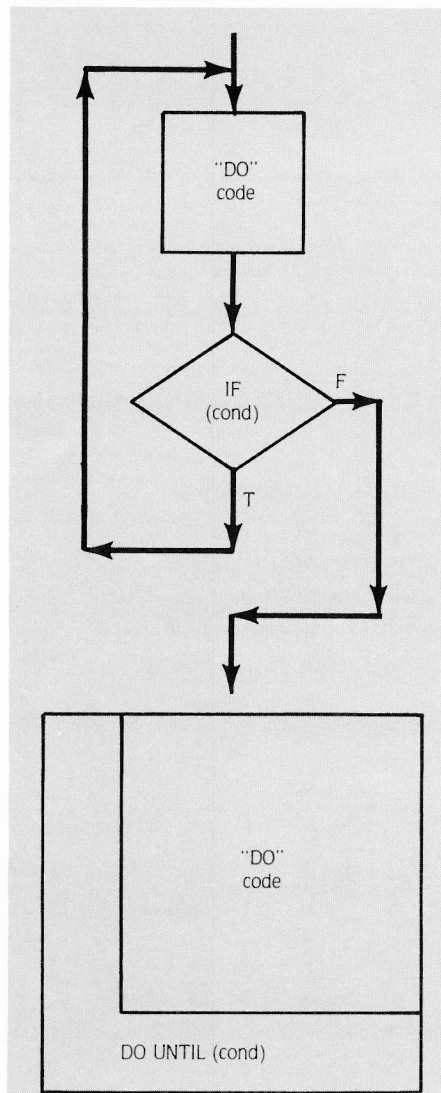 "DO"
code
IF
(cond)
F
T
"DO"
code
DO UNTIL (cond)